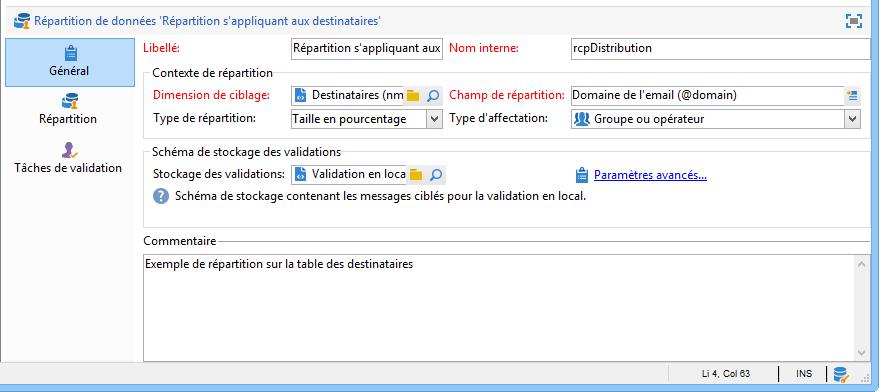 Répartition de données 'Répartition s'appliquant aux destinataires'
Général
Répartition
Tâches de validation
Libellé: Répartition s'appliquant aux Nom interne: rcpDistribution
Contexte de répartition
Dimension de ciblage: Destinataires (nm Champ de répartition: Domaine de l'email (@domain)
Type de répartition: Taille en pourcentage Type d'affectation: Groupe ou opérateur
Schéma de stockage des validations
Stockage des validations: Validation en loca Paramètres avancés...
Schéma de stockage contenant les messages ciblés pour la validation en local.
Commentaire
Exemple de répartition sur la table des destinataires
Li 4, Col 63 INS